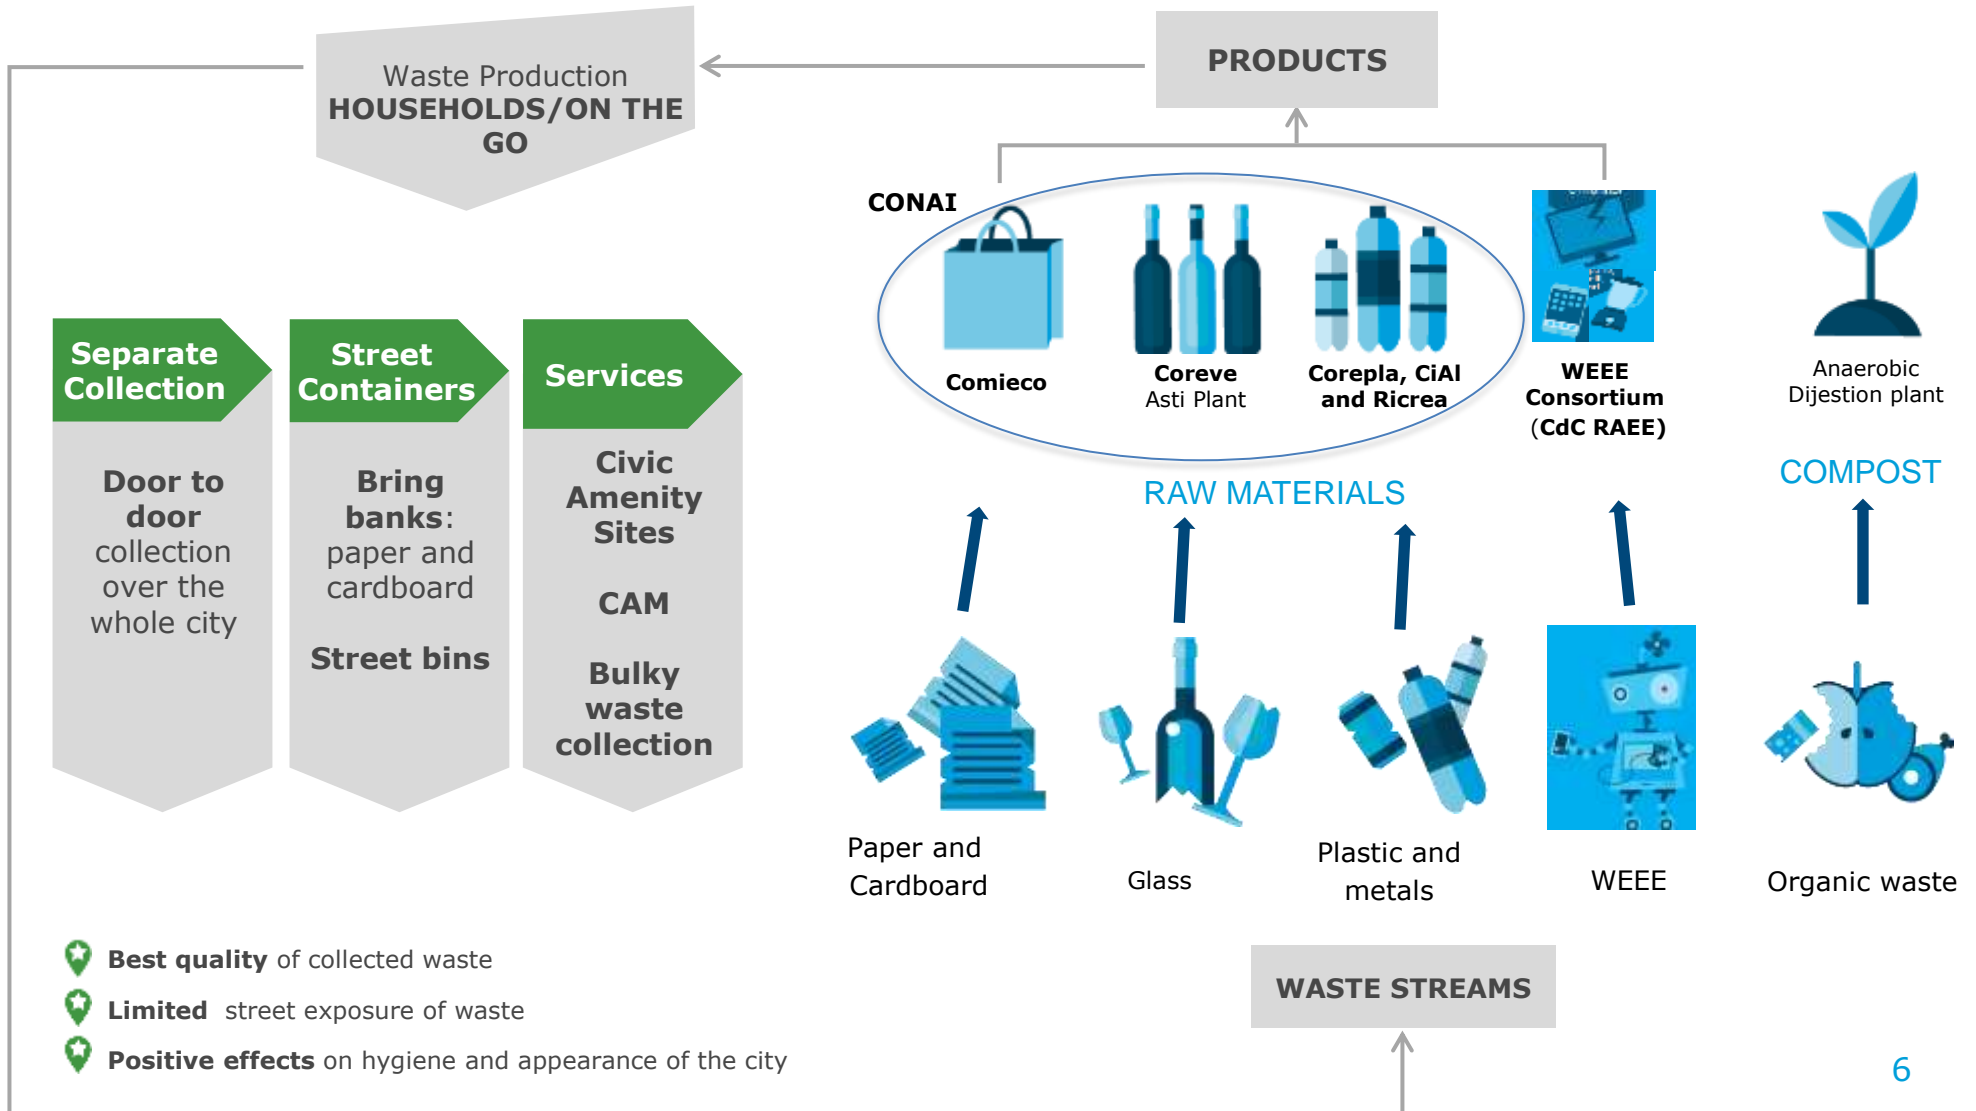 Waste Production
HOUSEHOLDS/ON THE
GO
PRODUCTS
CONAI
Comieco
Coreve
Asti Plant
Corepla, CiAl
and Ricrea
WEEE
Consortium
(CdC RAEE)
Anaerobic
Dijestion plant
RAW MATERIALS
COMPOST
Separate
Collection
Door to
door
collection
over the
whole city
Street
Containers
Bring
banks:
paper and
cardboard
Street bins
Services
Civic
Amenity
Sites
CAM
Bulky
waste
collection
Paper and
Cardboard
Glass
Plastic and
metals
WEEE
Organic waste
Best quality of collected waste
Limited street exposure of waste
Positive effects on hygiene and appearance of the city
WASTE STREAMS
6